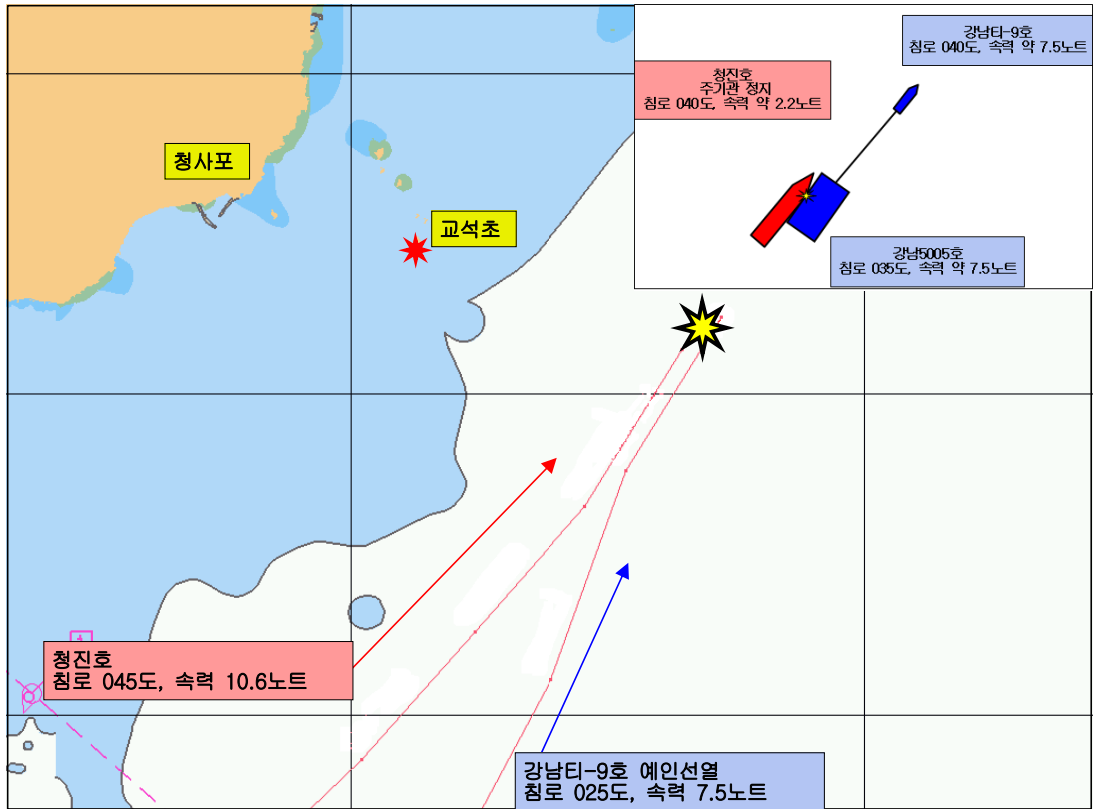 강남티-9호
침로 040도, 속력 약 7.5노트
청진호
주기관 정지
침로 040도, 속력 약 2.2노트
강남5005호
침로 035도, 속력 약 7.5노트
청사포
교석초
청진호
침로 045도, 속력 10.6노트
강남티-9호 예인선열
침로 025도, 속력 7.5노트